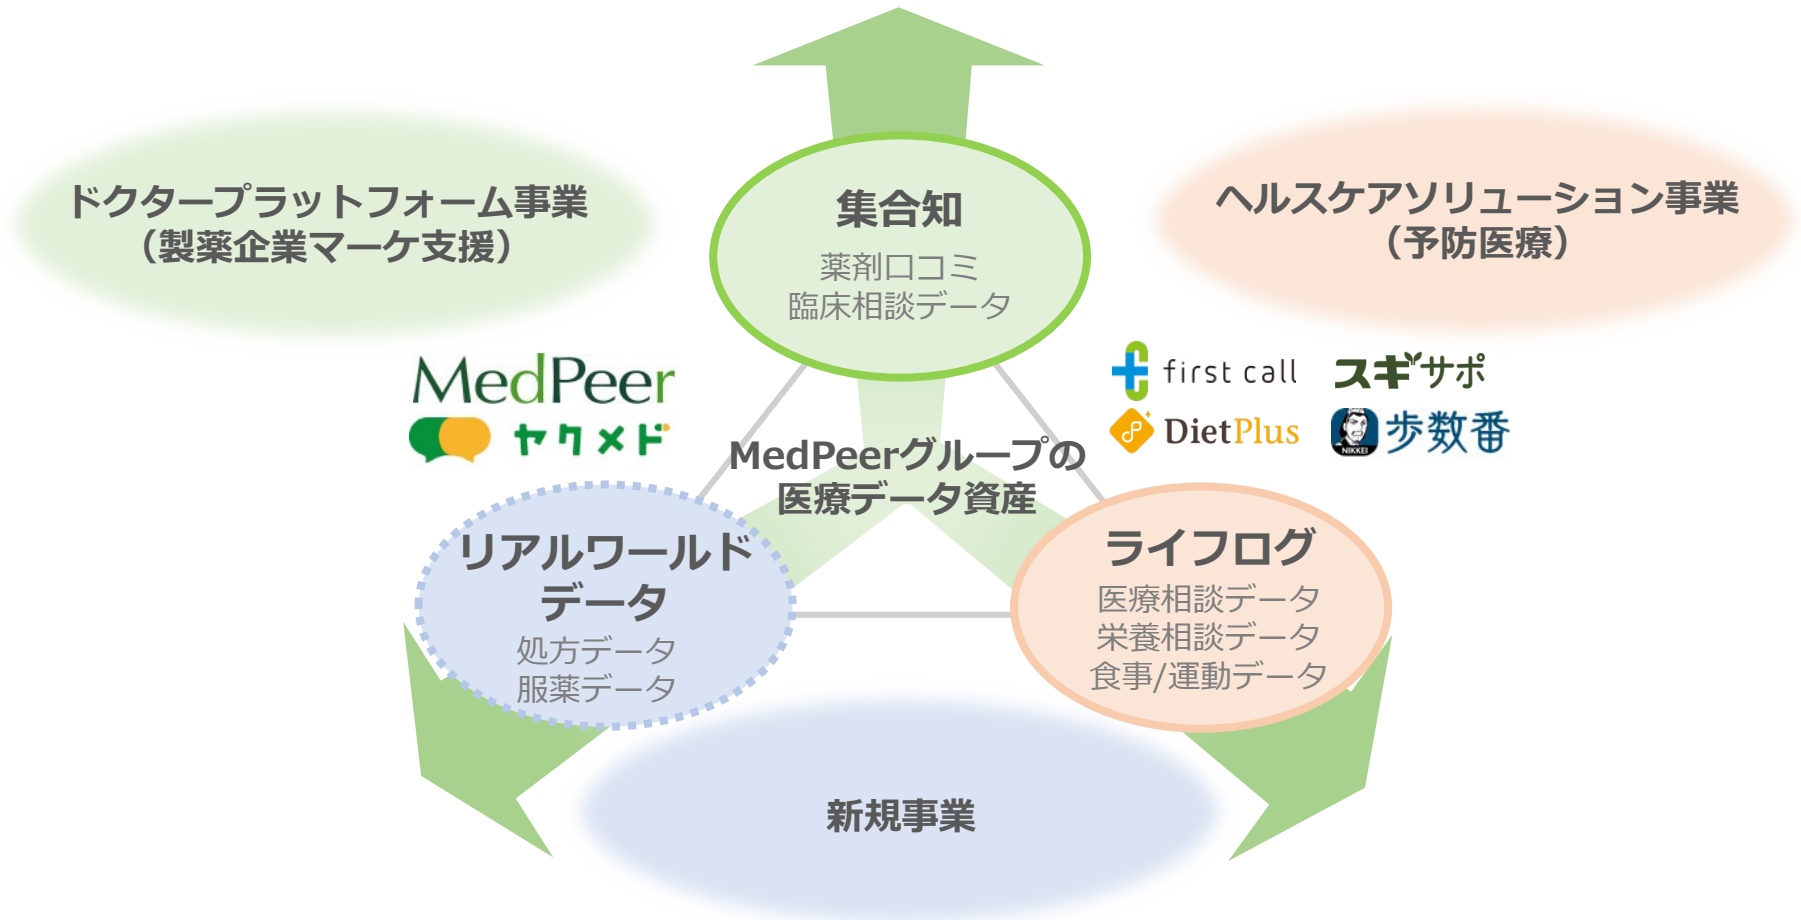 ドクタープラットフォーム事業
（製薬企業マーケ支援）
集合知
薬剤口コミ
臨床相談データ
ヘルスケアソリューション事業
（予防医療）
MedPeer
ヤクメド
first call
スギサポ
DietPlus
NIKKEI
歩数番
MedPeerグループの
医療データ資産
リアルワールド
データ
処方データ
服薬データ
ライフログ
医療相談データ
栄養相談データ
食事/運動データ
新規事業